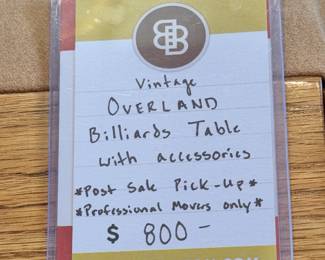 Vintage
OVERLAND
Billiards Table
with accessories
*Post Sale Pick-Up*
*Professional Movers only*
$ 800-